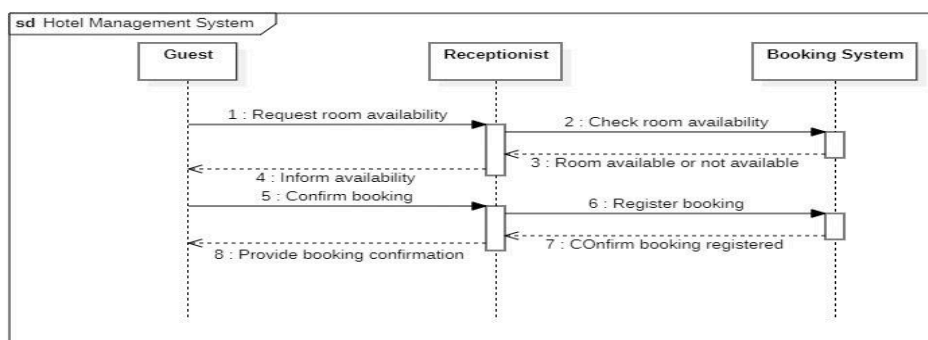 sd Hotel Management System
Guest
Receptionist
Booking System
1 : Request room availability
2 : Check room availability
3 : Room available or not available
4 : Inform availability
5 : Confirm booking
6 : Register booking
7 : COnfirm booking registered
8 : Provide booking confirmation